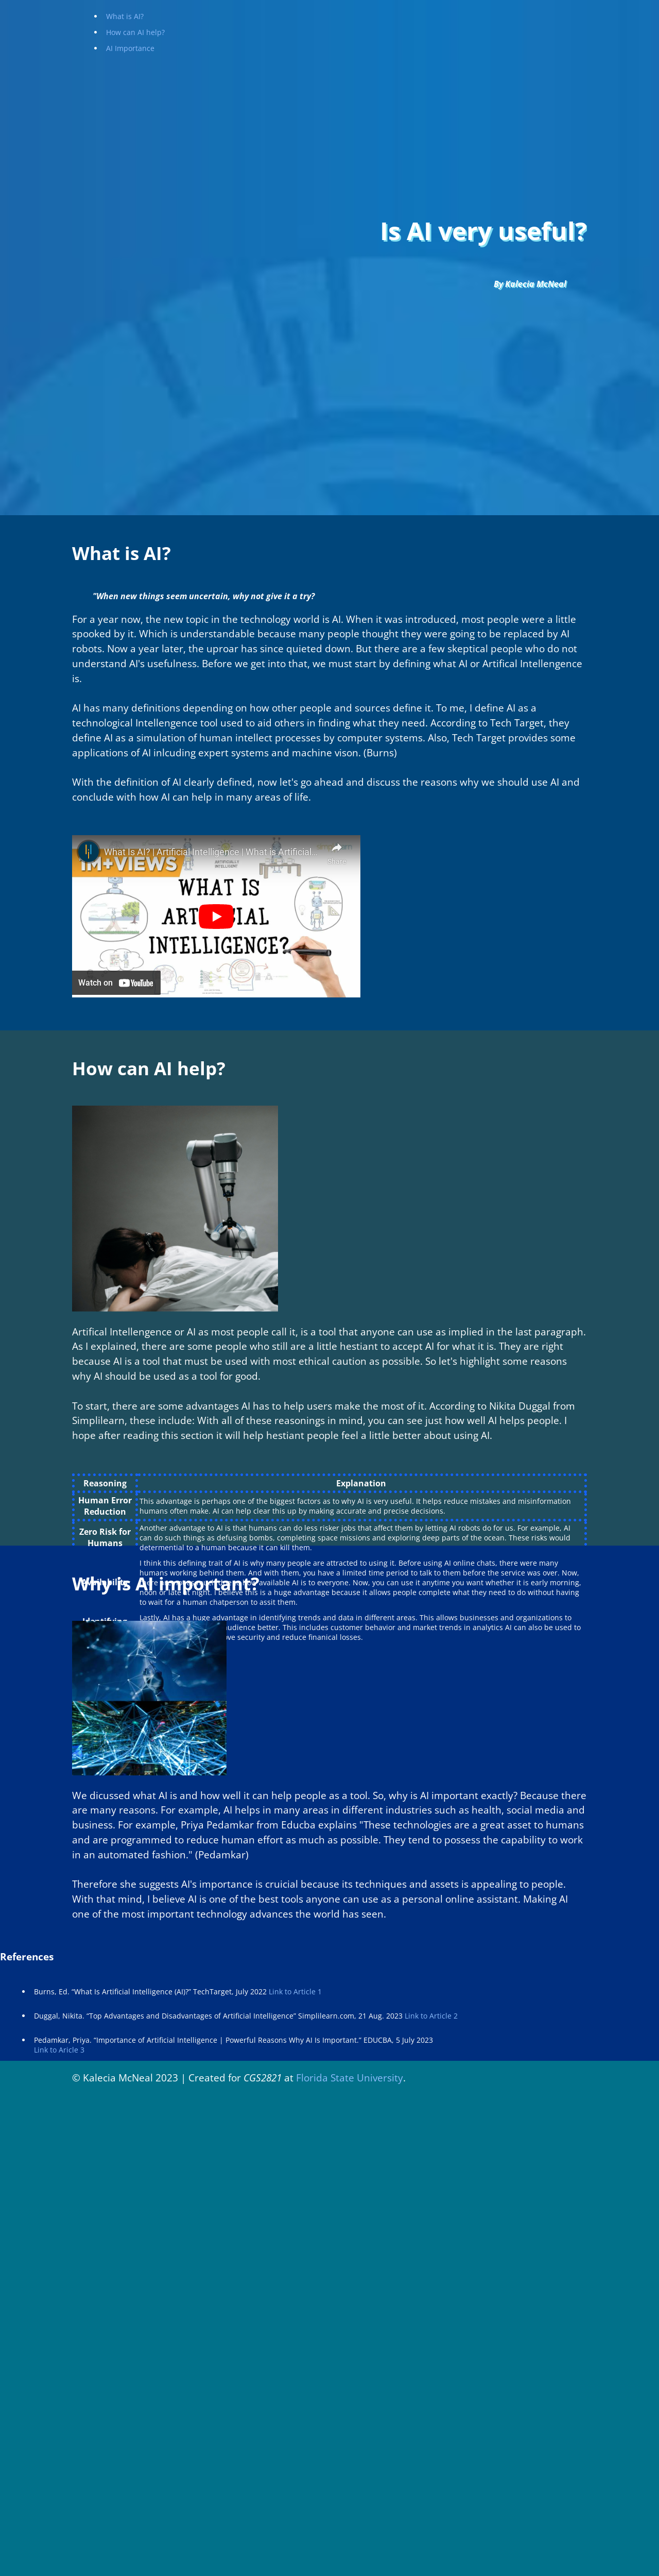 What is AI?
How can AI help?
AI Importance
Is AI very useful?
By Kalecia McNeal
What is AI?
"When new things seem uncertain, why not give it a try?
For a year now, the new topic in the technology world is AI. When it was introduced, most people were a little
spooked by it. Which is understandable because many people thought they were going to be replaced by AI
robots. Now a year later, the uproar has since quieted down. But there are a few skeptical people who do not
understand AI's usefulness. Before we get into that, we must start by defining what AI or Artifical Intellengence
is.
AI has many definitions depending on how other people and sources define it. To me, I define AI as a
technological Intellengence tool used to aid others in finding what they need. According to Tech Target, they
define AI as a simulation of human intellect processes by computer systems. Also, Tech Target provides some
applications of AI inlcuding expert systems and machine vison. (Burns)
With the definition of AI clearly defined, now let's go ahead and discuss the reasons why we should use AI and
conclude with how AI can help in many areas of life.
What Is AI? | Artificial Intelligence | What is Artificial
1M+VIEWS
WHAT IS
ARTIFICIAL
INTELLIGENCE?
Watch on YouTube
How can AI help?
Artifical Intellengence or AI as most people call it, is a tool that anyone can use as implied in the last paragraph.
As I explained, there are some people who still are a little hestiant to accept AI for what it is. They are right
because AI is a tool that must be used with most ethical caution as possible. So let's highlight some reasons
why AI should be used as a tool for good.
To start, there are some advantages AI has to help users make the most of it. According to Nikita Duggal from
Simplilearn, these include: With all of these reasonings in mind, you can see just how well AI helps people. I
hope after reading this section it will help hestiant people feel a little better about using AI.
Reasoning Explanation
Human Error
Reduction
This advantage is perhaps one of the biggest factors as to why AI is very useful. It helps reduce mistakes and misinformation
humans often make. AI can help clear this up by making accurate and precise decisions.
Zero Risk for
Humans
Another advantage to AI is that humans can do less risker jobs that affect them by letting AI robots do for us. For example, AI
can do such things as defusing bombs, completing space missions and exploring deep parts of the ocean. These risks would
determential to a human because it can kill them.
I think this defining trait of AI is why many people are attracted to using it. Before using AI online chats, there were many
humans working behind them. And with them, you have a limited time period to talk to them before the service was over. Now,
available AI is to everyone. Now, you can use it anytime you want whether it is early morning,
noon or late at night. I believe this is a huge advantage because it allows people complete what they need to do without having
to wait for a human chatperson to assit them.
Why is AI important?
Identifying
Lastly, AI has a huge advantage in identifying trends and data in different areas. This allows businesses and organizations to
audience better. This includes customer behavior and market trends in analytics AI can also be used to
security and reduce finanical losses.
We dicussed what AI is and how well it can help people as a tool. So, why is AI important exactly? Because there
are many reasons. For example, AI helps in many areas in different industries such as health, social media and
business. For example, Priya Pedamkar from Educba explains "These technologies are a great asset to humans
and are programmed to reduce human effort as much as possible. They tend to possess the capability to work
in an automated fashion." (Pedamkar)
Therefore she suggests AI's importance is cruicial because its techniques and assets is appealing to people.
With that mind, I believe AI is one of the best tools anyone can use as a personal online assistant. Making AI
one of the most important technology advances the world has seen.
References
Burns, Ed. “What Is Artificial Intelligence (AI)?” TechTarget, July 2022 Link to Article 1
Duggal, Nikita. “Top Advantages and Disadvantages of Artificial Intelligence” Simplilearn.com. 21 Aug. 2023 Link to Article 2
Pedamkar, Priya. “Importance of Artificial Intelligence | Powerful Reasons Why AI Is Important.” EDUCBA, 5 July 2023
Link to Aricle 3
© Kalecia McNeal 2023 | Created for CGS2821 at Florida State University.